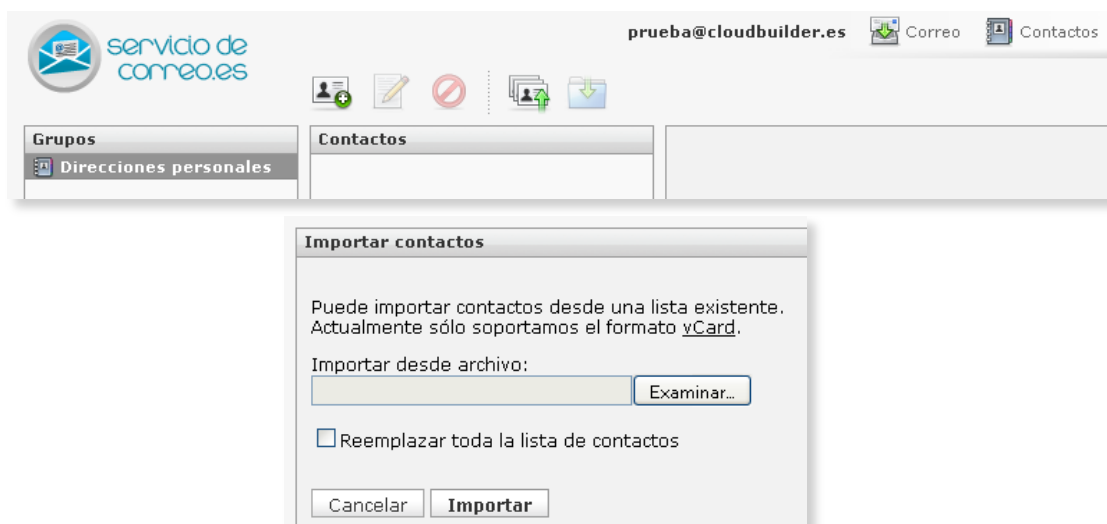 servicio de
correo.es
prueba@cloudbuilder.es Correo Contactos
Grupos
Contactos
Direcciones personales
Importar contactos
Puede importar contactos desde una lista existente.
Actualmente sólo soportamos el formato vCard.
Importar desde archivo:
Examinar...
Reemplazar toda la lista de contactos
Cancelar Importar